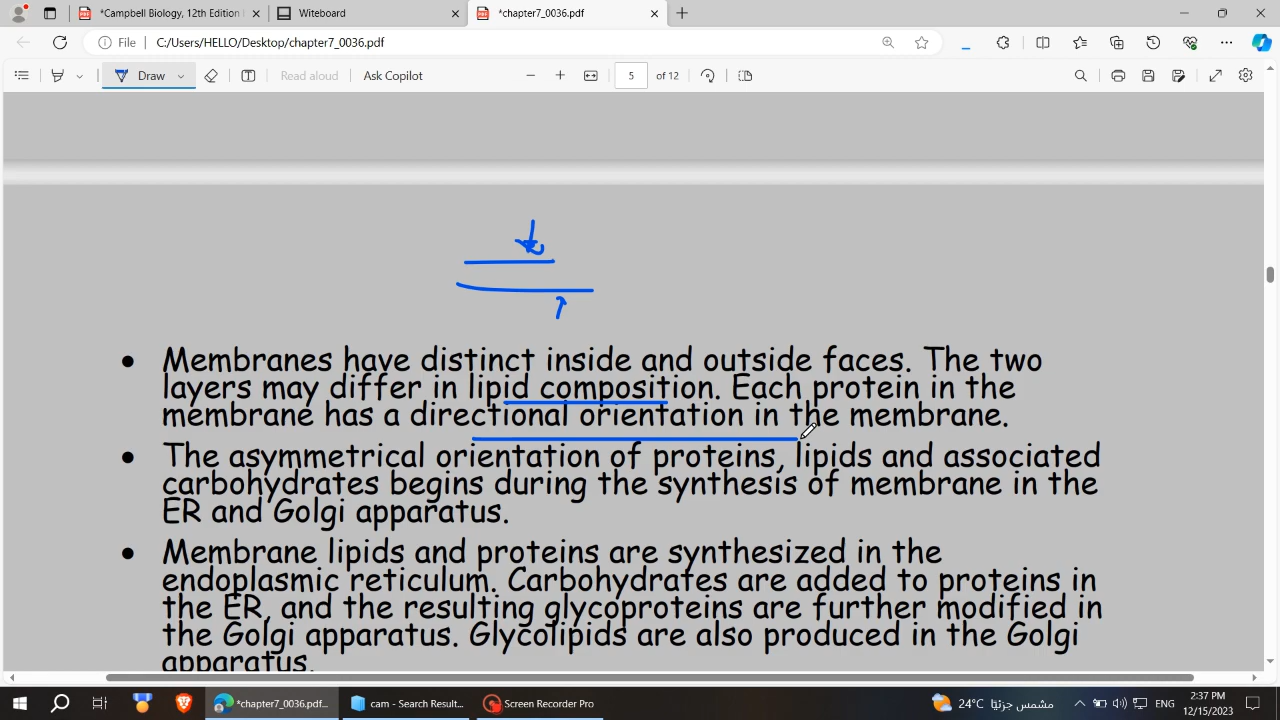 *Campbell Biology, 12th Edition
Witeboard
*chapter7_0036.pdf
File
C:/Users/HELLO/Desktop/chapter7_0036.pdf
Draw
Read aloud
Ask Copilot
5
of 12
• Membranes have distinct inside and outside faces. The two
layers may differ in lipid composition. Each protein in the
membrane has a directional orientation in the membrane.
• The asymmetrical orientation of proteins, lipids and associated
carbohydrates begins during the synthesis of membrane in the
ER and Golgi apparatus.
• Membrane lipids and proteins are synthesized in the
endoplasmic reticulum. Carbohydrates are added to proteins in
the ER, and the resulting glycoproteins are further modified in
the Golgi apparatus. Glycolipids are also produced in the Golgi
apparatus.
*chapter7_0036.pdf...
cam - Search Result...
Screen Recorder Pro
24°C
مشمس جزئيًا
ENG
2:37 PM
12/15/2023